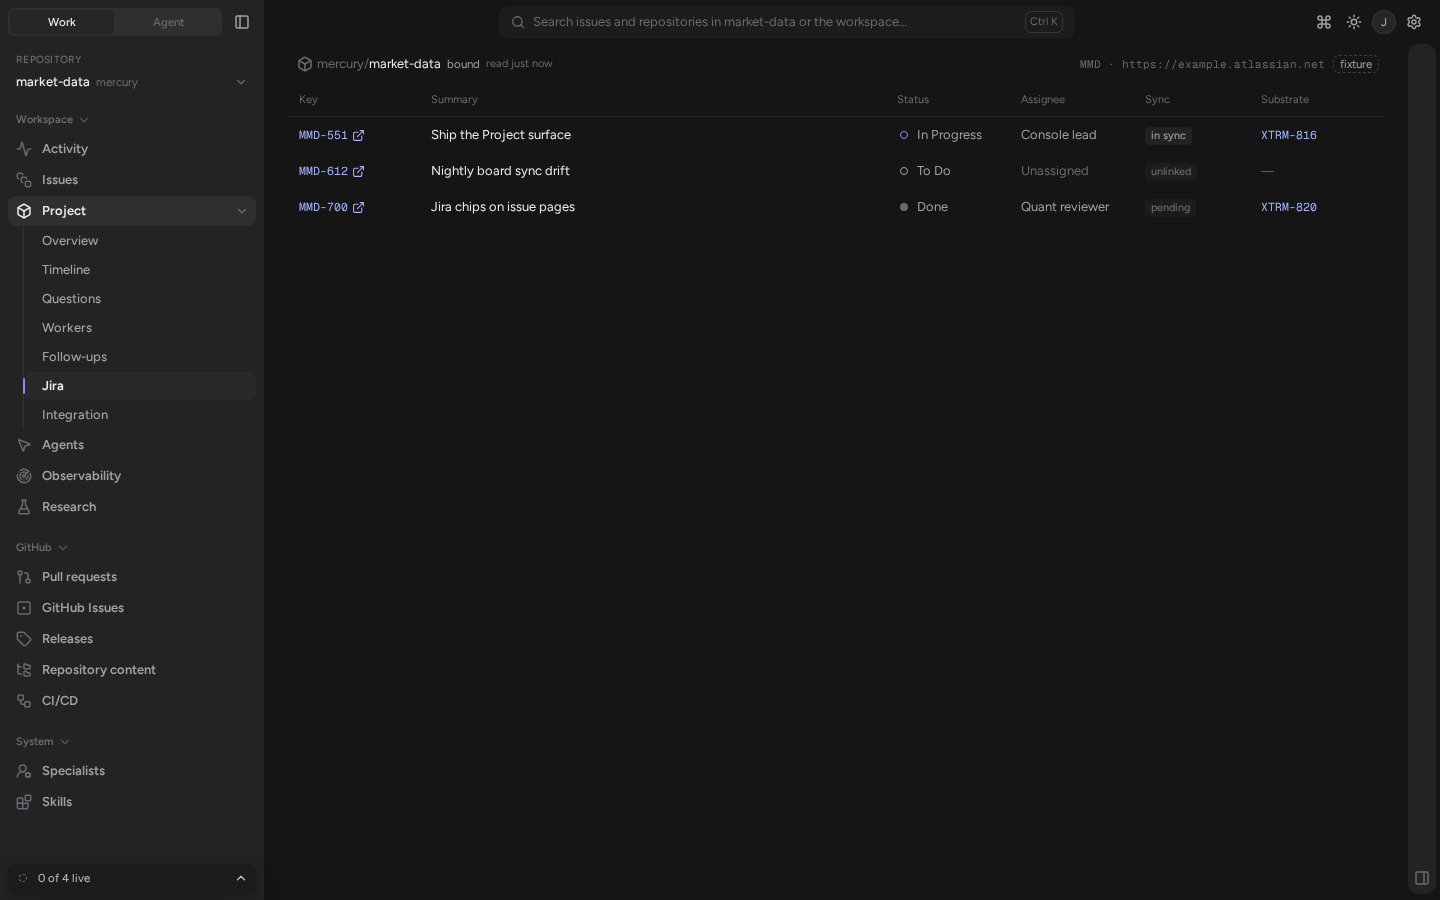 Work
Agent
Search issues and repositories in market-data or the workspace...
Ctrl K
J
REPOSITORY
market-data mercury
Workspace
Activity
Issues
Project
Overview
Timeline
Questions
Workers
Follow-ups
Jira
Integration
Agents
Observability
Research
GitHub
Pull requests
GitHub Issues
Releases
Repository content
CI/CD
System
Specialists
Skills
0 of 4 live
mercury/market-data bound read just now
MMD · https://example.atlassian.net fixture
Key Summary Status Assignee Sync Substrate
MMD-551 Ship the Project surface In Progress Console lead in sync XTRM-816
MMD-612 Nightly board sync drift To Do Unassigned unlinked —
MMD-700 Jira chips on issue pages Done Quant reviewer pending XTRM-820